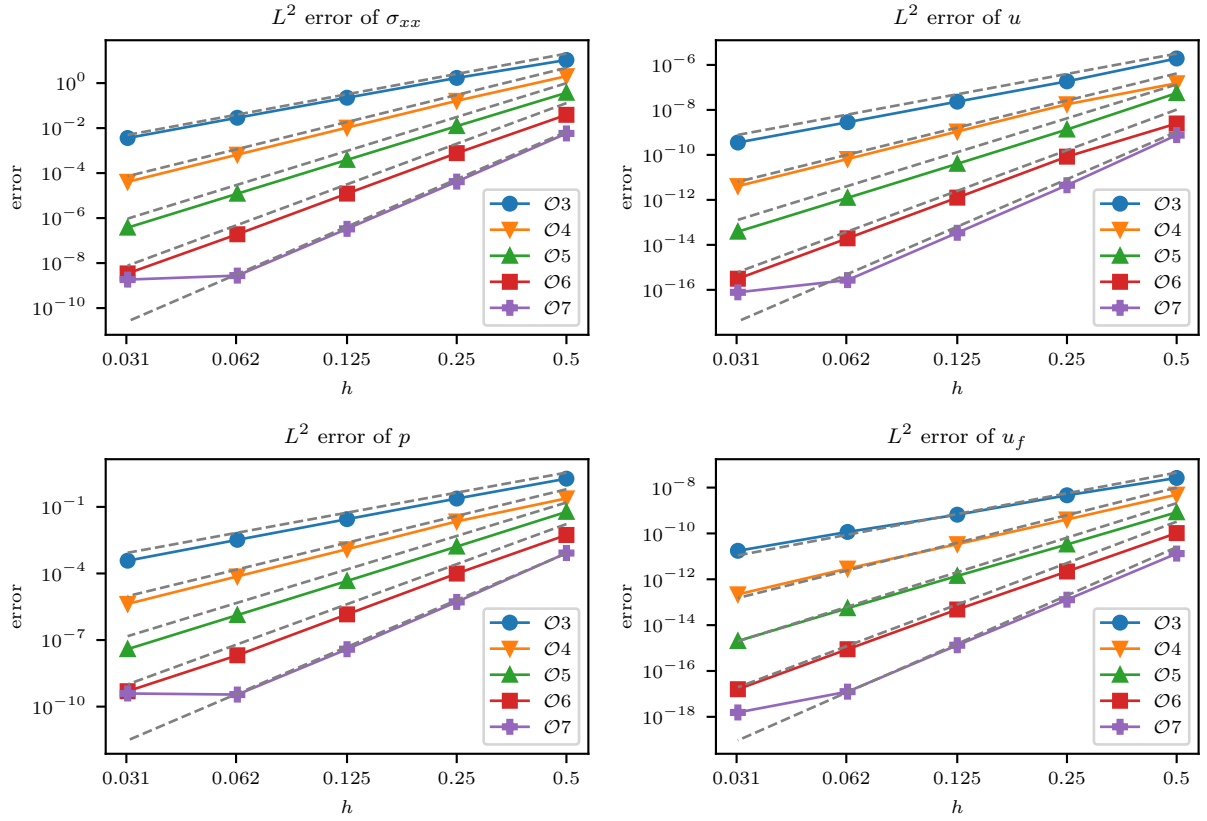 L² error of σₓₓ
error
10⁰
10⁻²
10⁻⁴
10⁻⁶
10⁻⁸
10⁻¹⁰
𝒪3
𝒪4
𝒪5
𝒪6
𝒪7
0.031 0.062 0.125 0.25 0.5
h
L² error of u
error
10⁻⁶
10⁻⁸
10⁻¹⁰
10⁻¹²
10⁻¹⁴
10⁻¹⁶
𝒪3
𝒪4
𝒪5
𝒪6
𝒪7
0.031 0.062 0.125 0.25 0.5
h
L² error of p
error
10⁻¹
10⁻⁴
10⁻⁷
10⁻¹⁰
𝒪3
𝒪4
𝒪5
𝒪6
𝒪7
0.031 0.062 0.125 0.25 0.5
h
L² error of u_f
error
10⁻⁸
10⁻¹⁰
10⁻¹²
10⁻¹⁴
10⁻¹⁶
10⁻¹⁸
𝒪3
𝒪4
𝒪5
𝒪6
𝒪7
0.031 0.062 0.125 0.25 0.5
h